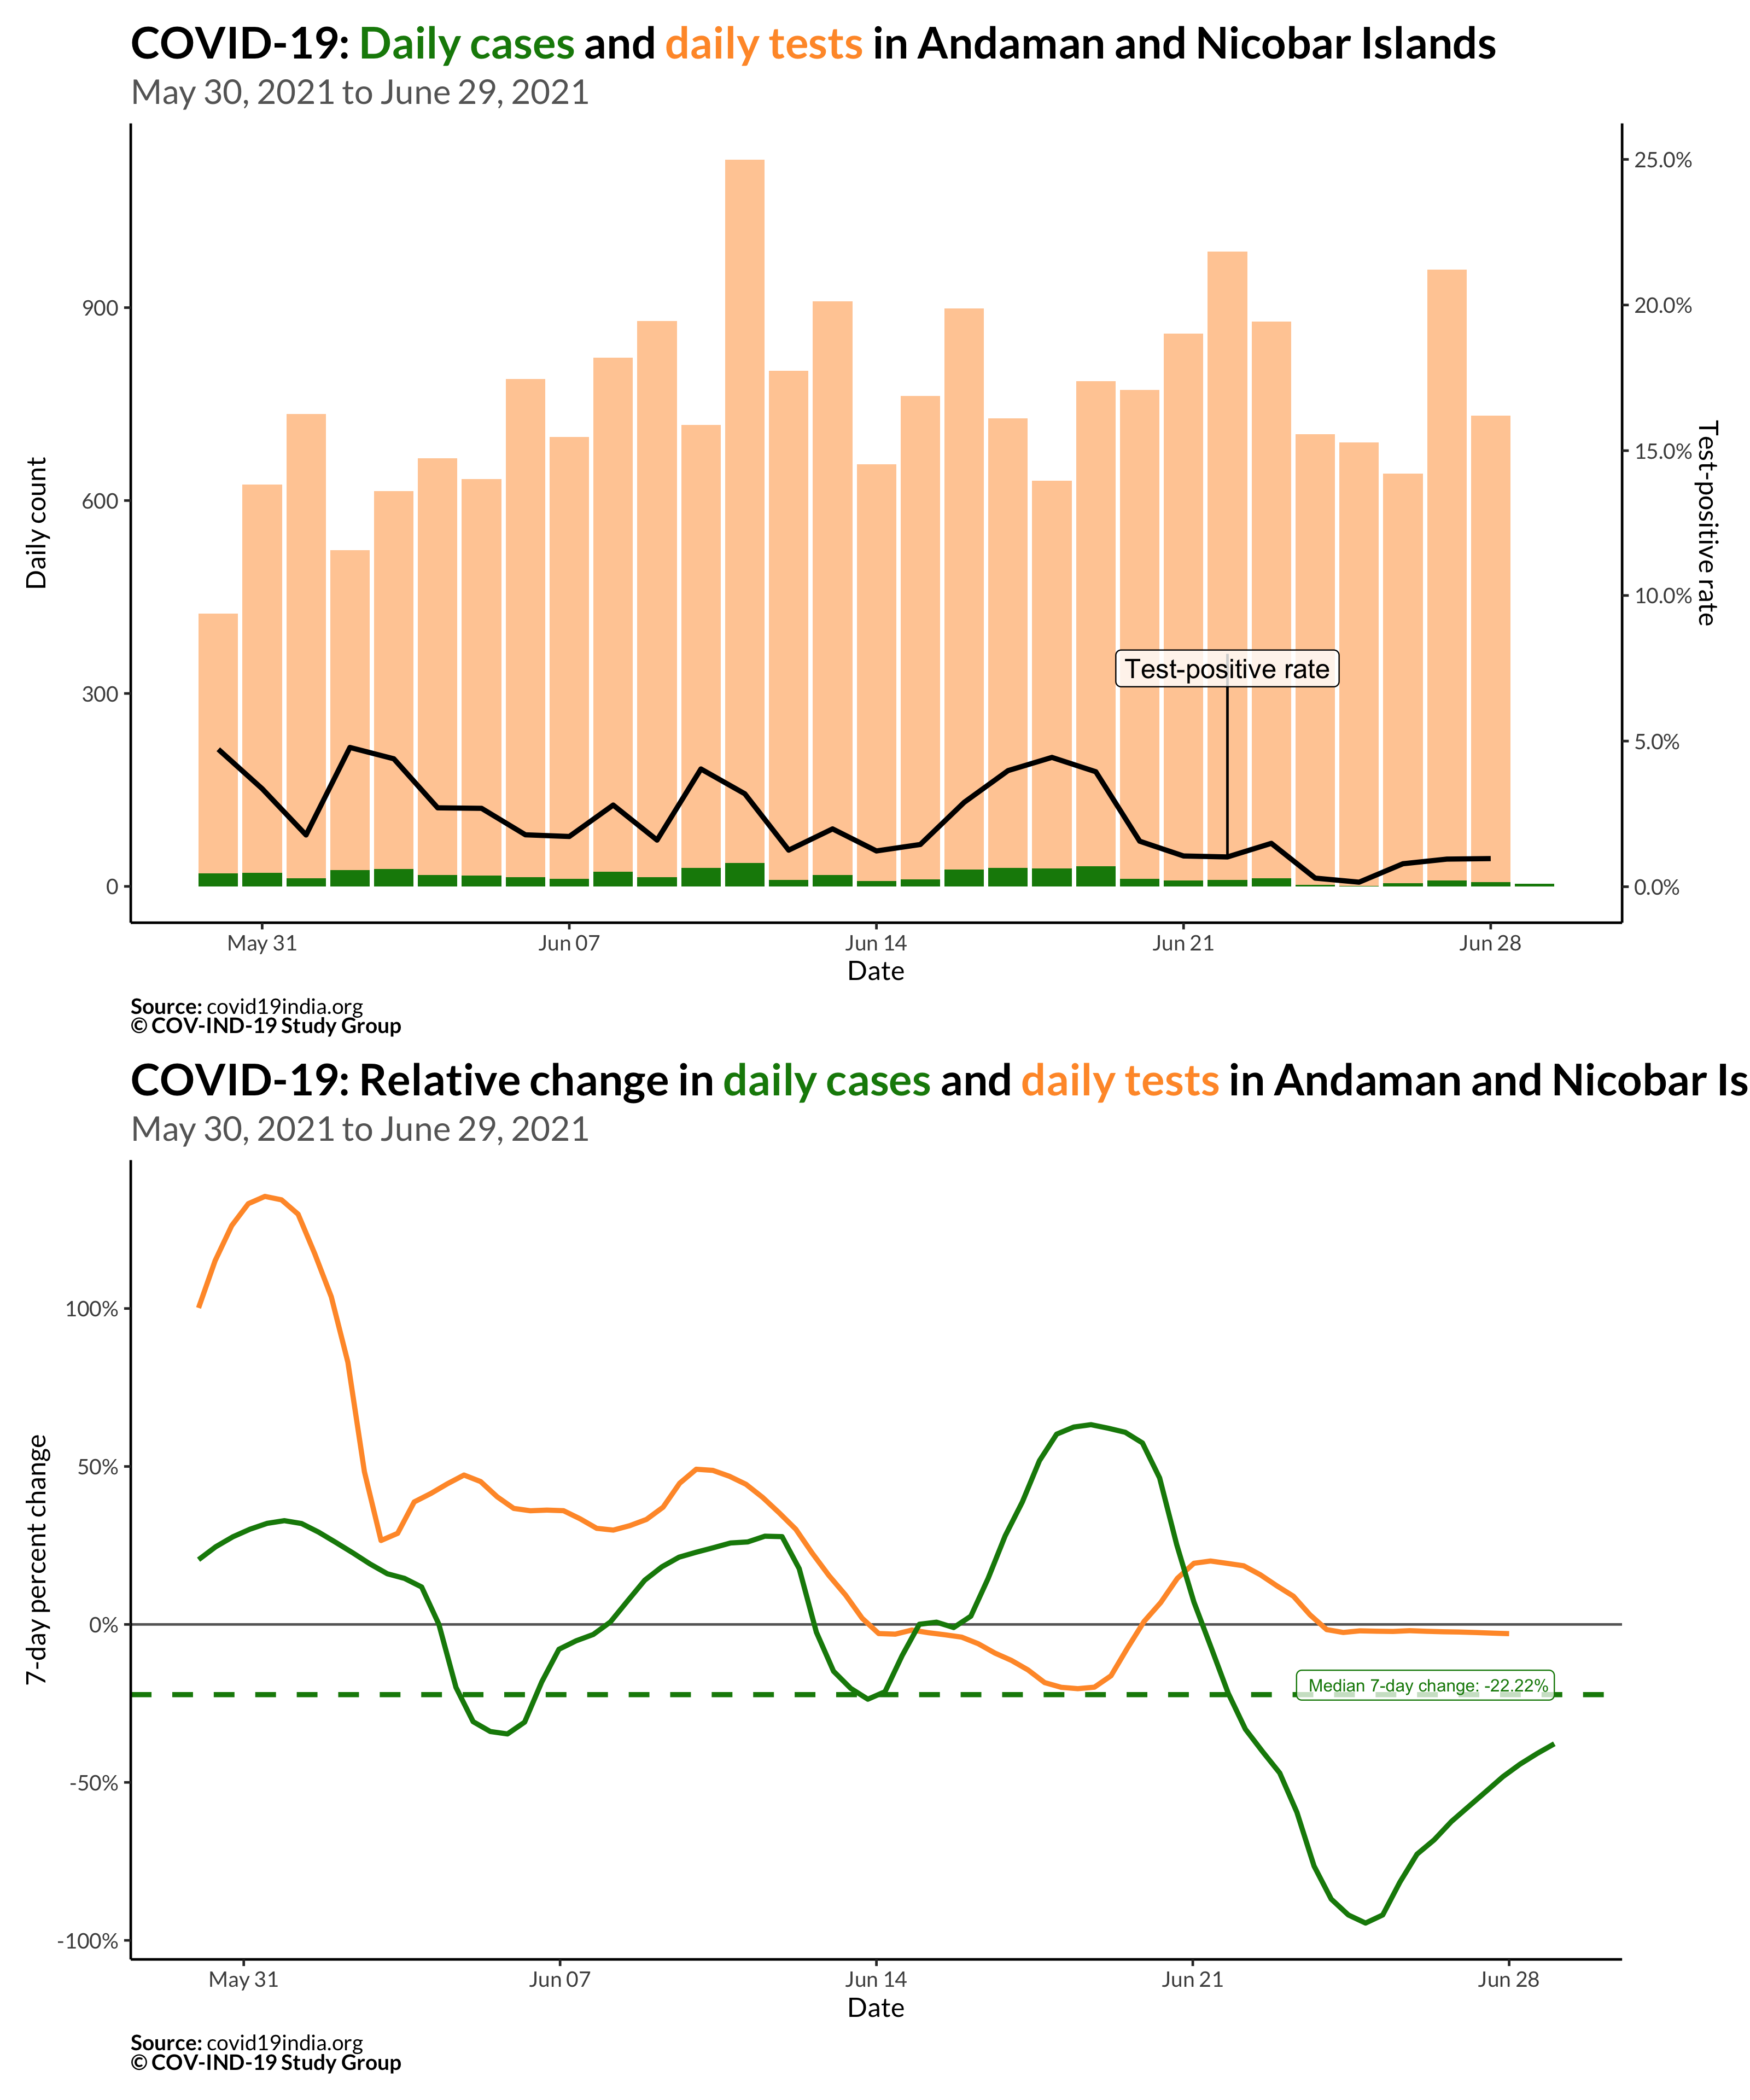 COVID-19: Daily cases and daily tests in Andaman and Nicobar Islands
May 30, 2021 to June 29, 2021
Daily count
900
600
300
0
25.0%
20.0%
15.0%
10.0%
5.0%
0.0%
Test-positive rate
Test-positive rate
May 31
Jun 07
Jun 14
Jun 21
Jun 28
Date
Source: covid19india.org
© COV-IND-19 Study Group
COVID-19: Relative change in daily cases and daily tests in Andaman and Nicobar Is
May 30, 2021 to June 29, 2021
7-day percent change
100%
50%
0%
-50%
-100%
Median 7-day change: -22.22%
May 31
Jun 07
Jun 14
Jun 21
Jun 28
Date
Source: covid19india.org
© COV-IND-19 Study Group